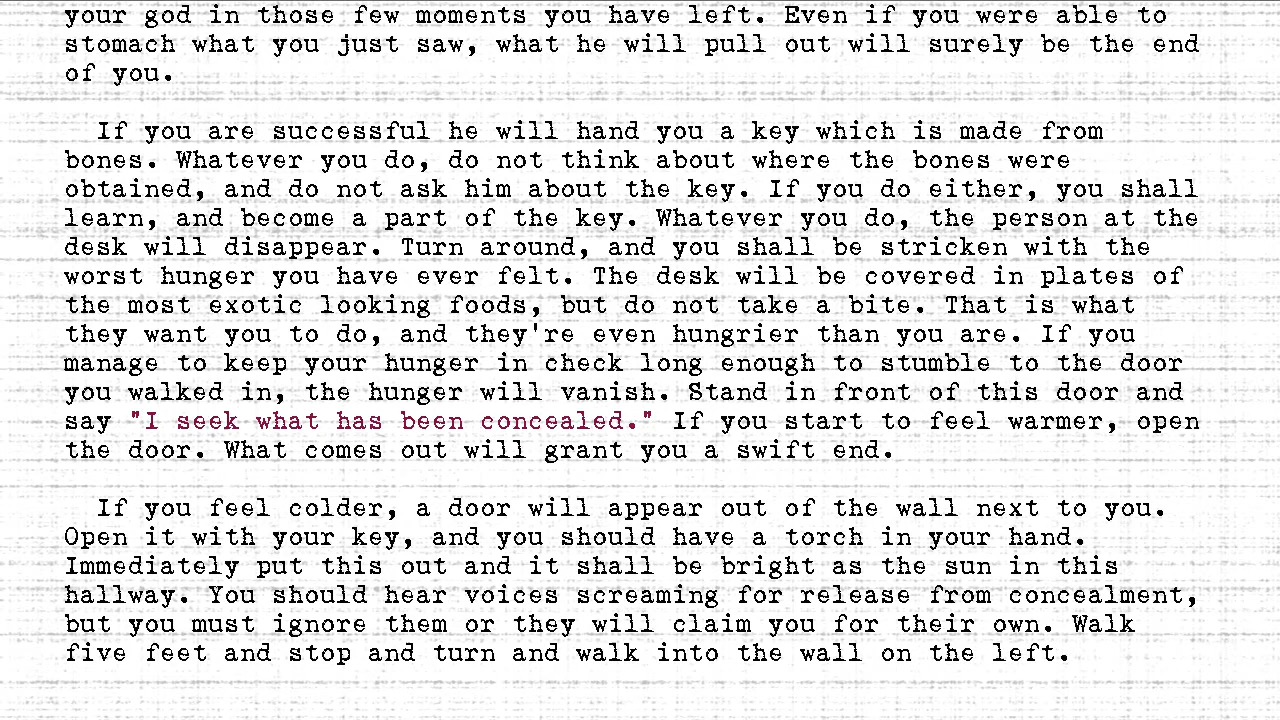 your god in those few moments you have left. Even if you were able to
stomach what you just saw, what he will pull out will surely be the end
of you.
If you are successful he will hand you a key which is made from
bones. Whatever you do, do not think about where the bones were
obtained, and do not ask him about the key. If you do either, you shall
learn, and become a part of the key. Whatever you do, the person at the
desk will disappear. Turn around, and you shall be stricken with the
worst hunger you have ever felt. The desk will be covered in plates of
the most exotic looking foods, but do not take a bite. That is what
they want you to do, and they're even hungrier than you are. If you
manage to keep your hunger in check long enough to stumble to the door
you walked in, the hunger will vanish. Stand in front of this door and
say "I seek what has been concealed." If you start to feel warmer, open
the door. What comes out will grant you a swift end.
If you feel colder, a door will appear out of the wall next to you.
Open it with your key, and you should have a torch in your hand.
Immediately put this out and it shall be bright as the sun in this
hallway. You should hear voices screaming for release from concealment,
but you must ignore them or they will claim you for their own. Walk
five feet and stop and turn and walk into the wall on the left.